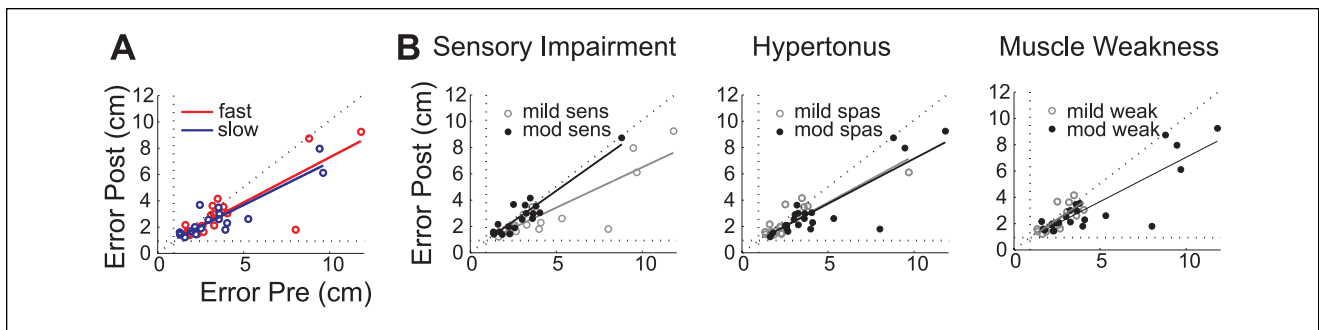 A
B Sensory Impairment
Hypertonus
Muscle Weakness
Error Post (cm)
12
10
8
6
4
2
0
fast
slow
0
5
10
Error Pre (cm)
Error Post (cm)
12
10
8
6
4
2
0
mild sens
mod sens
0
5
10
12
10
8
6
4
2
0
mild spas
mod spas
0
5
10
12
10
8
6
4
2
0
mild weak
mod weak
0
5
10